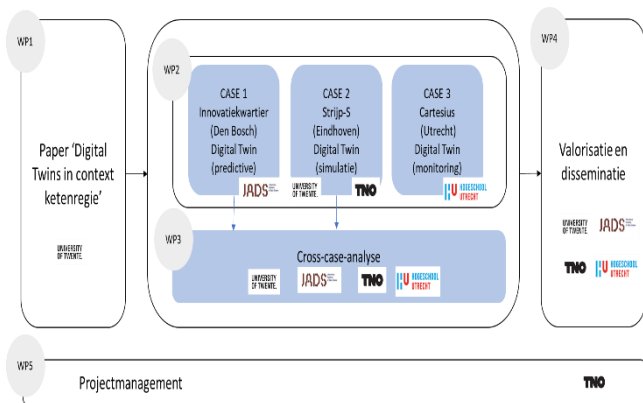 WP1
Paper ‘Digital
Twins in context
ketenregie’
UNIVERSITY
OF TWENTE.
WP2
CASE 1
Innovatiekwartier
(Den Bosch)
Digital Twin
(predictive)
JADS
CASE 2
Strijp-S
(Eindhoven)
Digital Twin
(simulatie)
UNIVERSITY
OF TWENTE.
TNO
CASE 3
Cartesius
(Utrecht)
Digital Twin
(monitoring)
HOGESCHOOL
UTRECHT
WP3
Cross-case-analyse
UNIVERSITY
OF TWENTE.
JADS
TNO
HOGESCHOOL
UTRECHT
WP4
Valorisatie en
disseminatie
UNIVERSITY
OF TWENTE.
JADS
TNO
HOGESCHOOL
UTRECHT
WP5
Projectmanagement
TNO